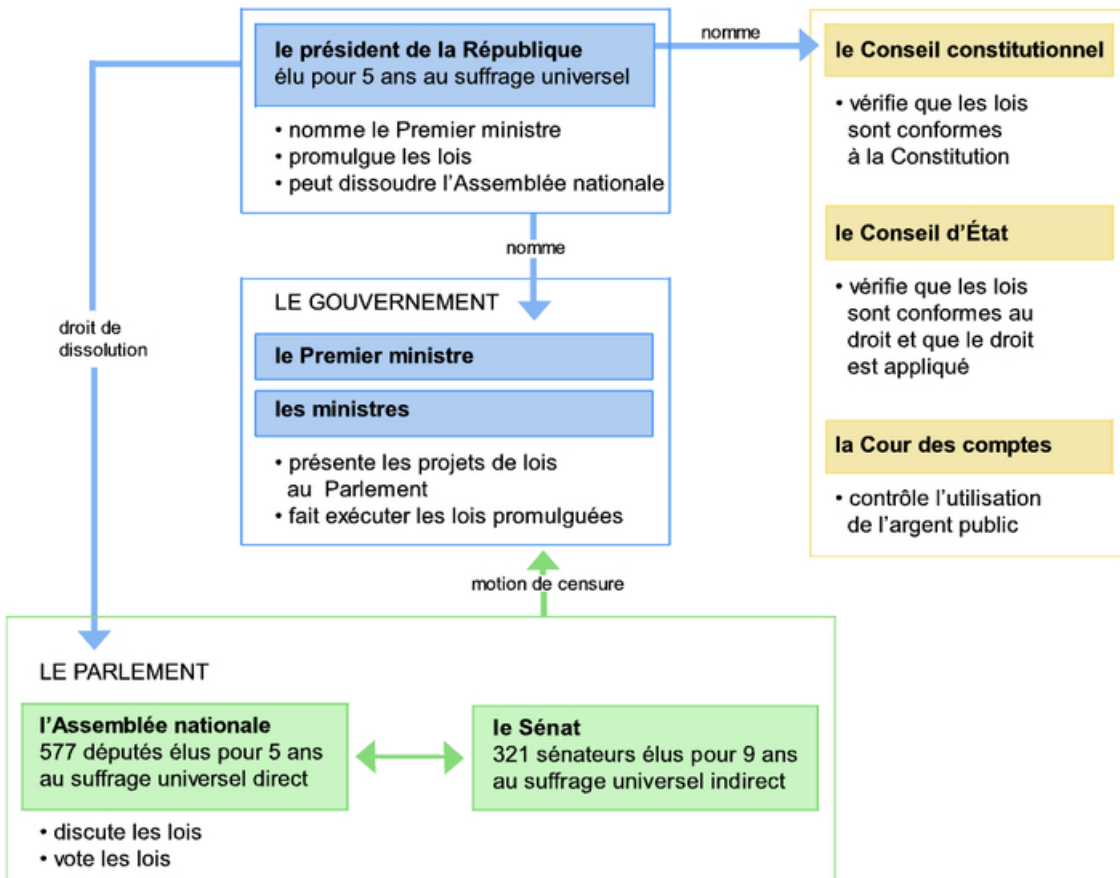 le président de la République
élu pour 5 ans au suffrage universel
• nomme le Premier ministre
• promulgue les lois
• peut dissoudre l'Assemblée nationale
nomme
le Conseil constitutionnel
• vérifie que les lois
sont conformes
à la Constitution
le Conseil d'État
• vérifie que les lois
sont conformes au
droit et que le droit
est appliqué
la Cour des comptes
• contrôle l'utilisation
de l'argent public
nomme
droit de
dissolution
LE GOUVERNEMENT
le Premier ministre
les ministres
• présente les projets de lois
au Parlement
• fait exécuter les lois promulguées
motion de censure
LE PARLEMENT
l'Assemblée nationale
577 députés élus pour 5 ans
au suffrage universel direct
le Sénat
321 sénateurs élus pour 9 ans
au suffrage universel indirect
• discute les lois
• vote les lois